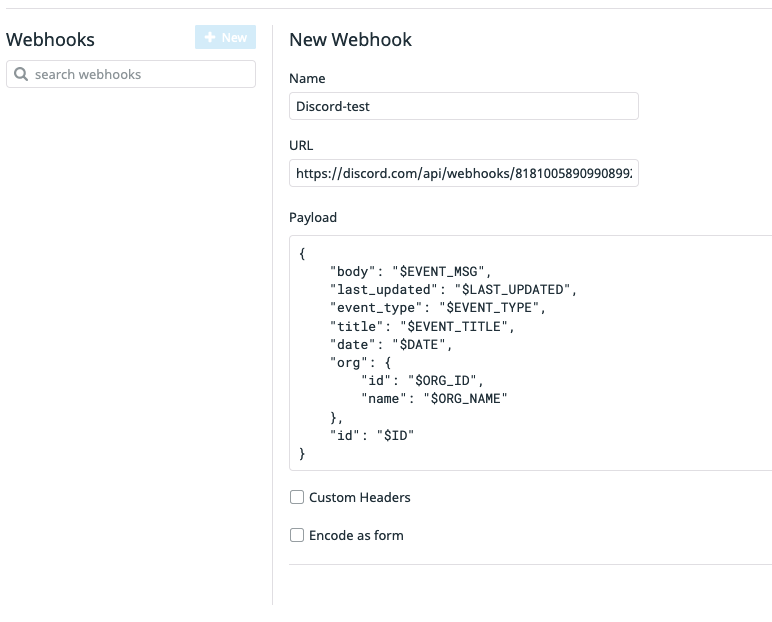 Webhooks
+ New
search webhooks
New Webhook
Name
Discord-test
URL
https://discord.com/api/webhooks/81810058909908992
Payload
{
    "body": "$EVENT_MSG",
    "last_updated": "$LAST_UPDATED",
    "event_type": "$EVENT_TYPE",
    "title": "$EVENT_TITLE",
    "date": "$DATE",
    "org": {
        "id": "$ORG_ID",
        "name": "$ORG_NAME"
    },
    "id": "$ID"
}
Custom Headers
Encode as form